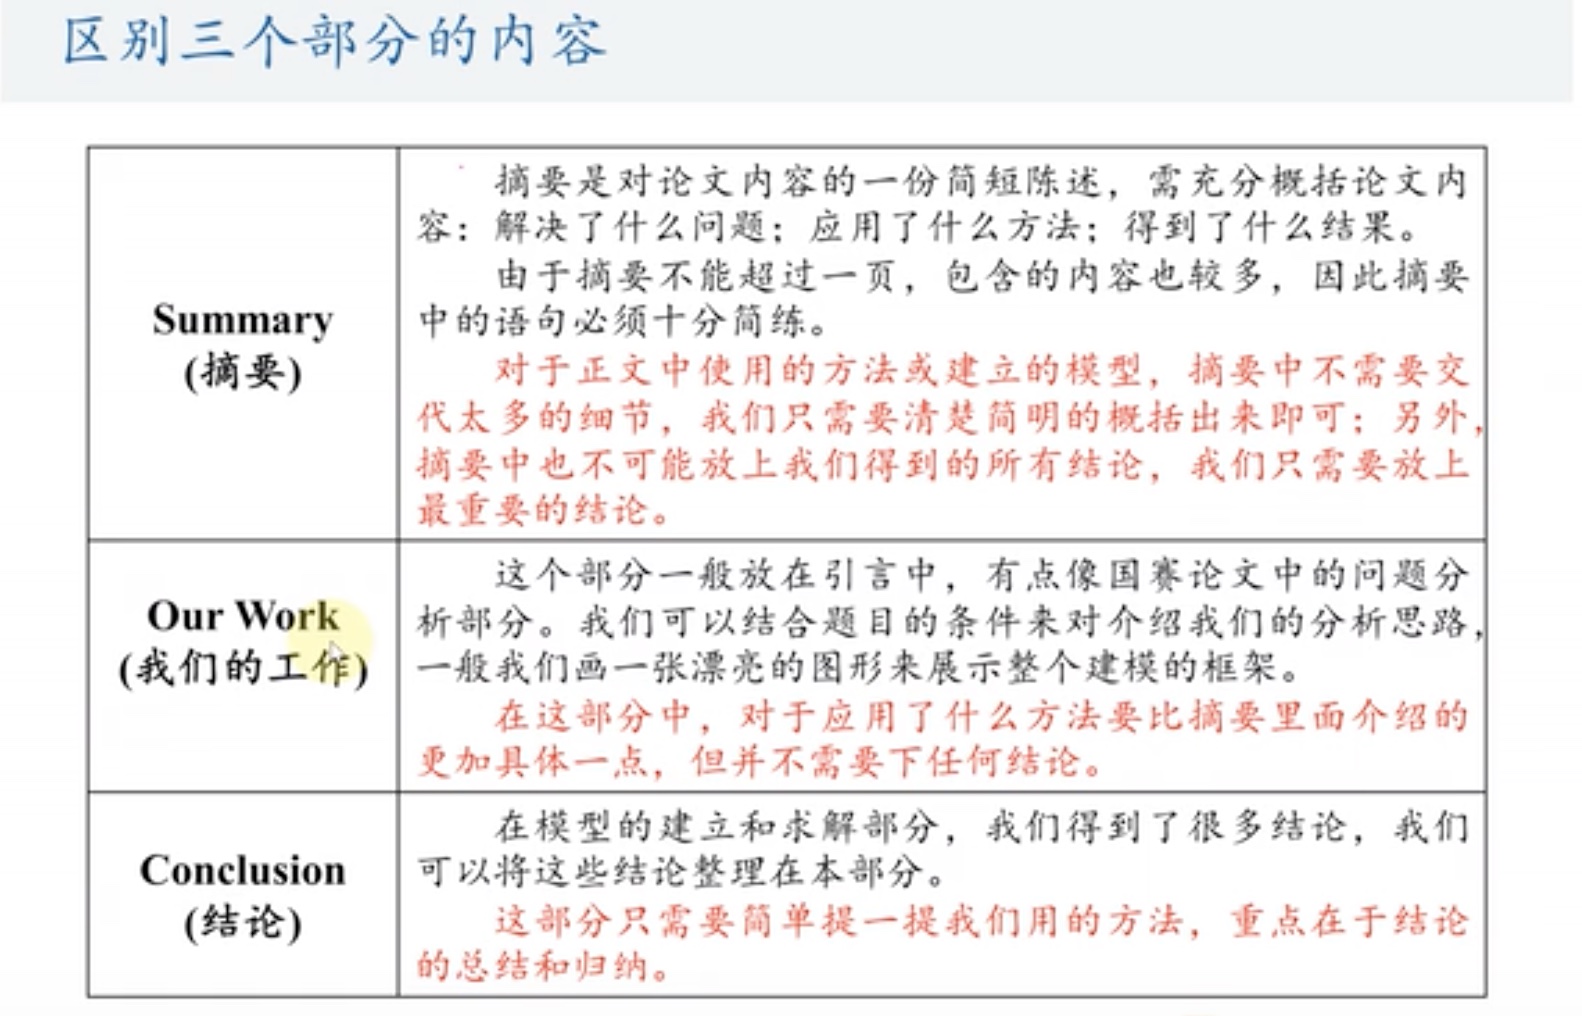 区别三个部分的内容
Summary
(摘要)
摘要是对论文内容的一份简短陈述，需充分概括论文内
容：解决了什么问题；应用了什么方法；得到了什么结果。
由于摘要不能超过一页，包含的内容也较多，因此摘要
中的语句必须十分简练。
对于正文中使用的方法或建立的模型，摘要中不需要交
代太多的细节，我们只需要清楚简明的概括出来即可；另外，
摘要中也不可能放上我们得到的所有结论，我们只需要放上
最重要的结论。
Our Work
(我们的工作)
这个部分一般放在引言中，有点像国赛论文中的问题分
析部分。我们可以结合题目的条件来对介绍我们的分析思路，
一般我们画一张漂亮的图形来展示整个建模的框架。
在这部分中，对于应用了什么方法要比摘要里面介绍的
更加具体一点，但并不需要下任何结论。
Conclusion
(结论)
在模型的建立和求解部分，我们得到了很多结论，我们
可以将这些结论整理在本部分。
这部分只需要简单提一提我们用的方法，重点在于结论
的总结和归纳。